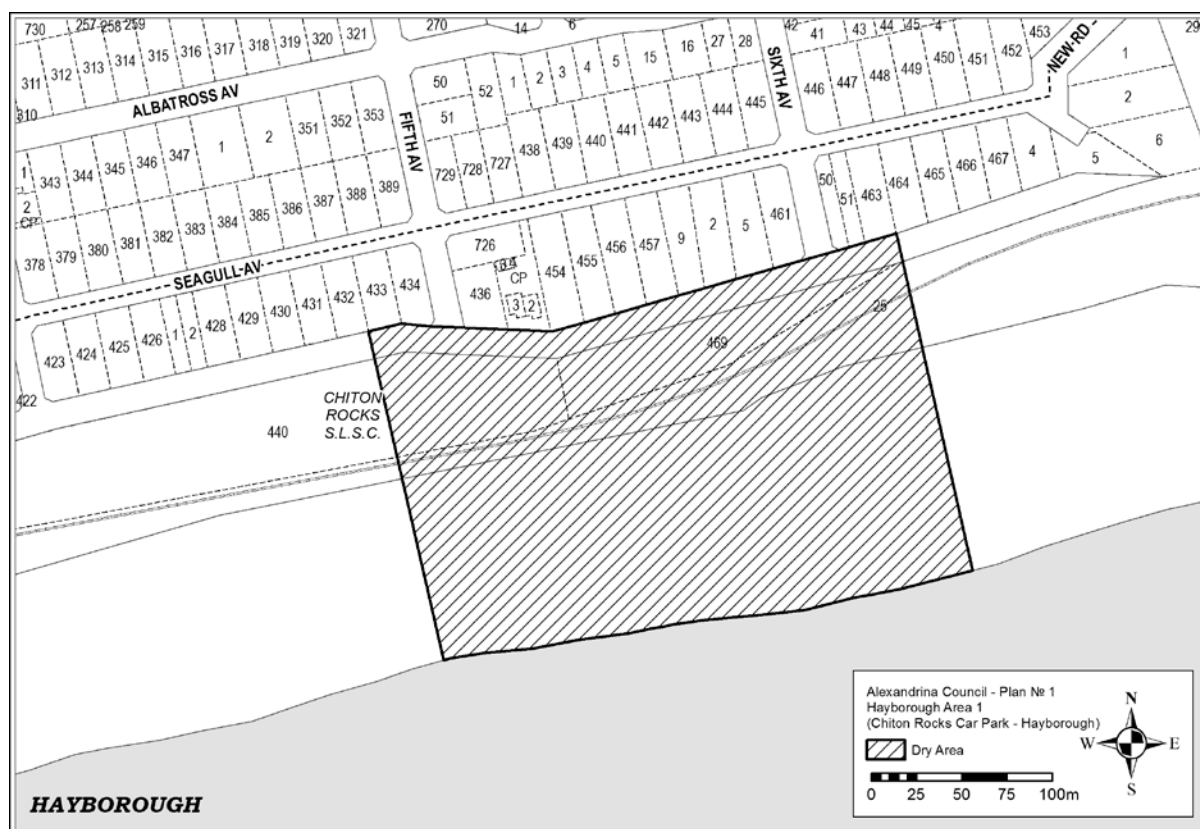 730 257 258 259 270 14 6 42 41 43 44 45 4 453 29
311 312 313 314 315 316 317 318 319 320 321
310
50 52 1 2 3 4 5 15 16 27 28
51
SIXTH AV
446 447 448 449 450 451 452
NEW RD
1
2
6
5
ALBATROSS AV
FIFTH AV
1 343 344 345 346 347 1 2 351 352 353
2
CP
729 728 727 438 439 440 441 442 443 444 445
378 379 380 381 382 383 384 385 386 387 388 389
SEAGULL AV
50 51 463 464 465 466 467 4
726
CP
436
3 2
454 455 456 457 9 2 5 461
423 424 425 426 1 2 428 429 430 431 432 433 434
422
25
469
CHITON
ROCKS
S.L.S.C.
440
HAYBOROUGH
Alexandrina Council - Plan № 1
Hayborough Area 1
(Chiton Rocks Car Park - Hayborough)
Dry Area
0 25 50 75 100m
N
W E
S